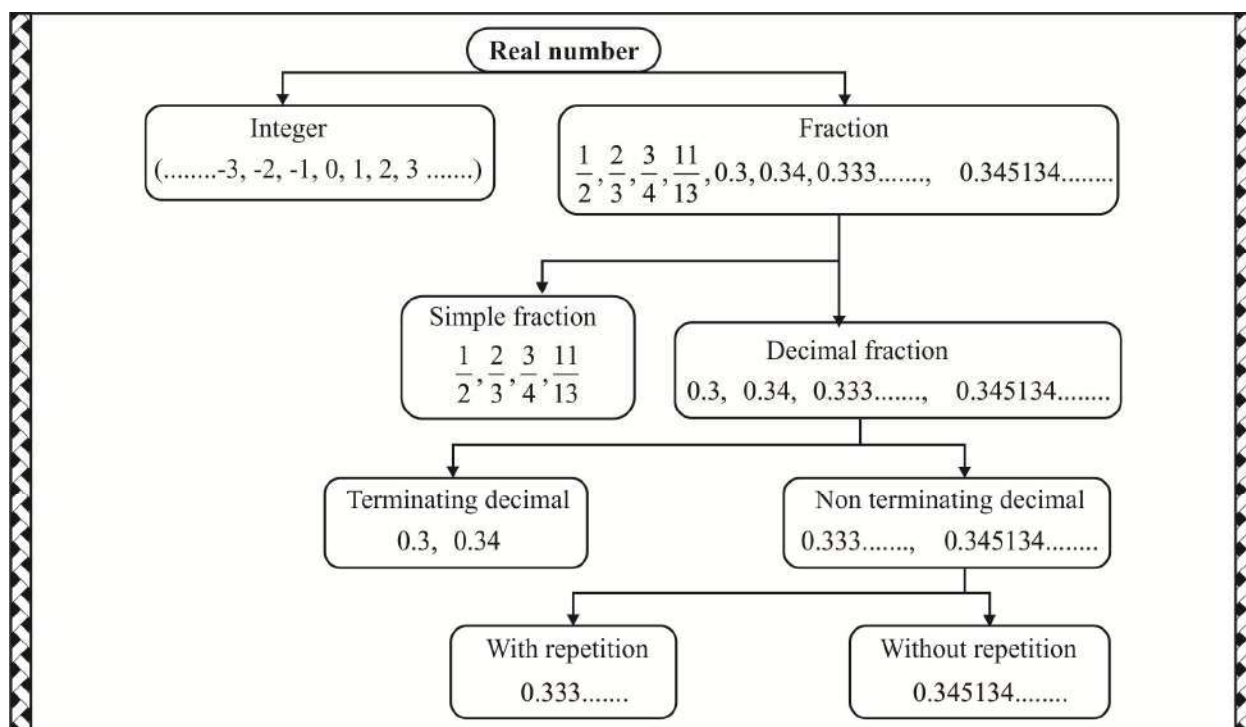 Real number
Integer
(........-3, -2, -1, 0, 1, 2, 3 .......)
Fraction
1/2, 2/3, 3/4, 11/13, 0.3, 0.34, 0.333......., 0.345134........
Simple fraction
1/2, 2/3, 3/4, 11/13
Decimal fraction
0.3, 0.34, 0.333......., 0.345134........
Terminating decimal
0.3, 0.34
Non terminating decimal
0.333......., 0.345134........
With repetition
0.333.......
Without repetition
0.345134........